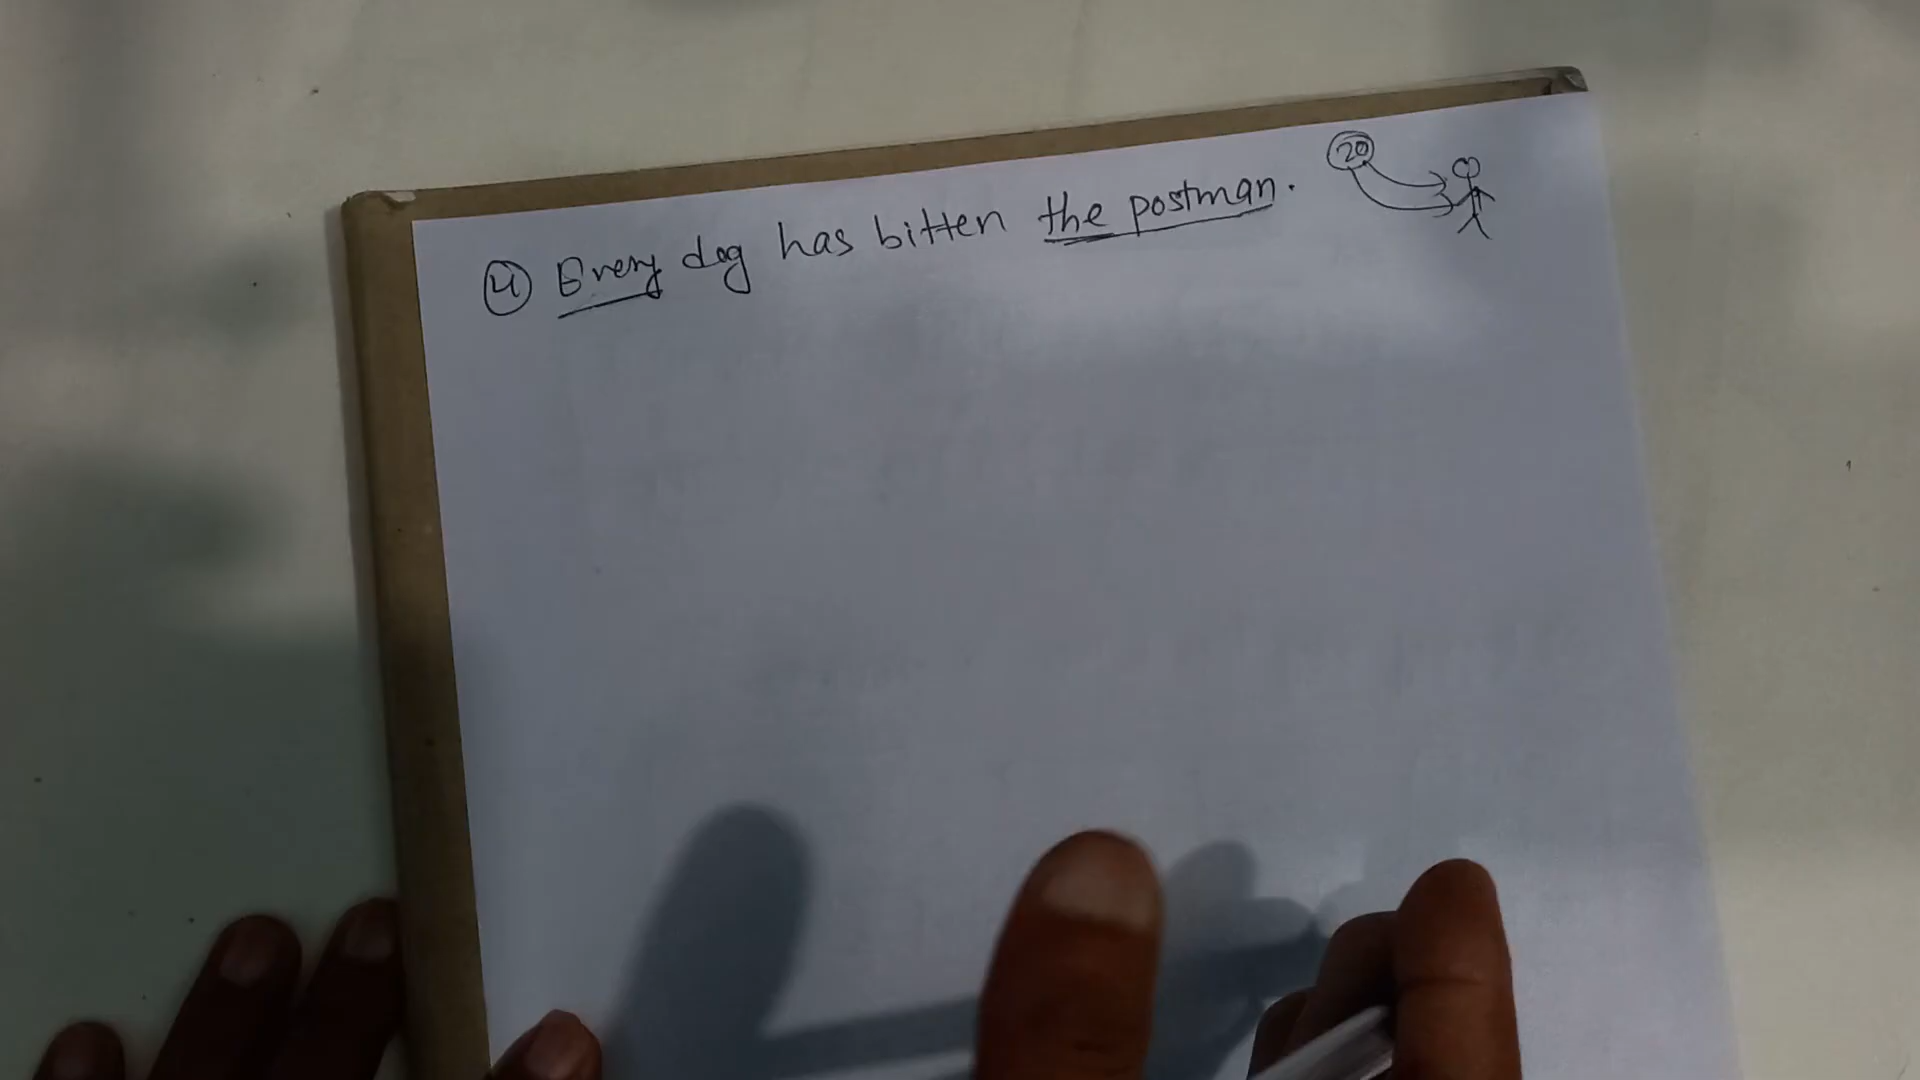 ④ Every dog has bitten the postman.
20